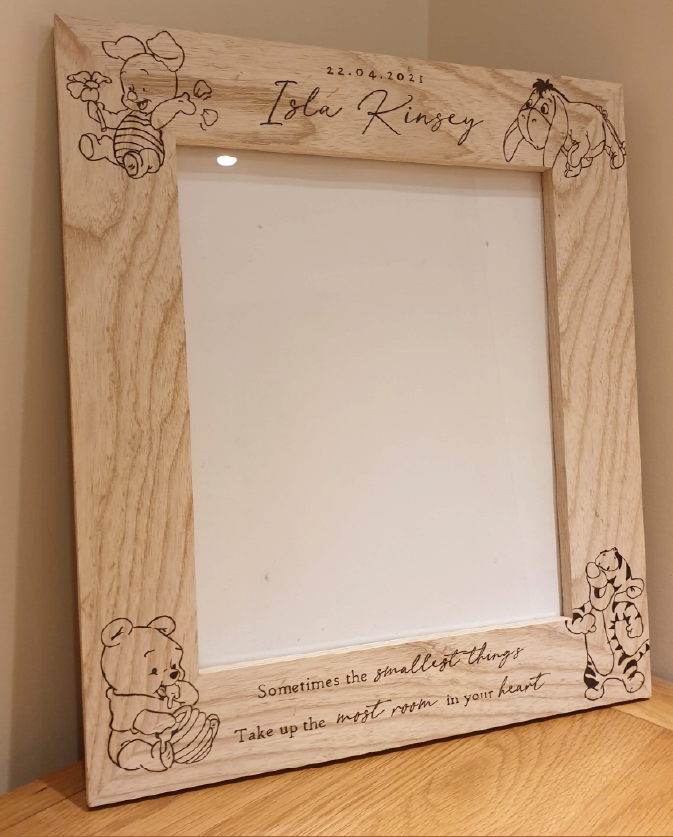 22.04.2021
Isla Kinsey
Sometimes the smallest things
Take up the most room in your heart